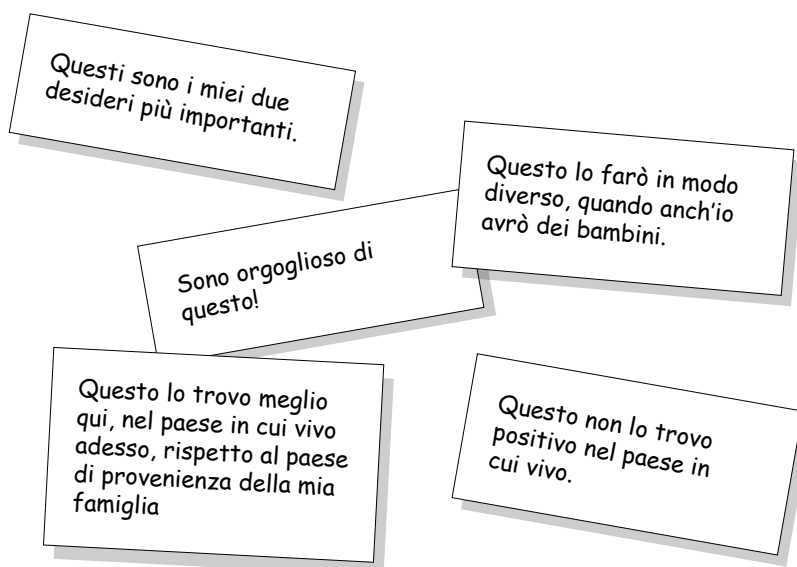 Questi sono i miei due
desideri più importanti.
Questo lo farò in modo
diverso, quando anch'io
avrò dei bambini.
Sono orgoglioso di
questo!
Questo lo trovo meglio
qui, nel paese in cui vivo
adesso, rispetto al paese
di provenienza della mia
famiglia
Questo non lo trovo
positivo nel paese in
cui vivo.